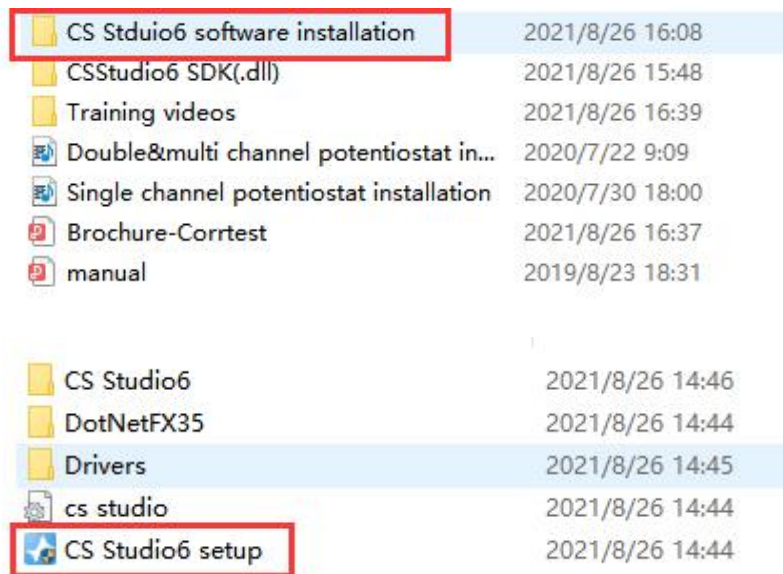 CS Stduio6 software installation 2021/8/26 16:08
CSStudio6 SDK(.dll) 2021/8/26 15:48
Training videos 2021/8/26 16:39
Double&multi channel potentiostat in... 2020/7/22 9:09
Single channel potentiostat installation 2020/7/30 18:00
Brochure-Corrtest 2021/8/26 16:37
manual 2019/8/23 18:31
CS Studio6 2021/8/26 14:46
DotNetFX35 2021/8/26 14:44
Drivers 2021/8/26 14:45
cs studio 2021/8/26 14:44
CS Studio6 setup 2021/8/26 14:44